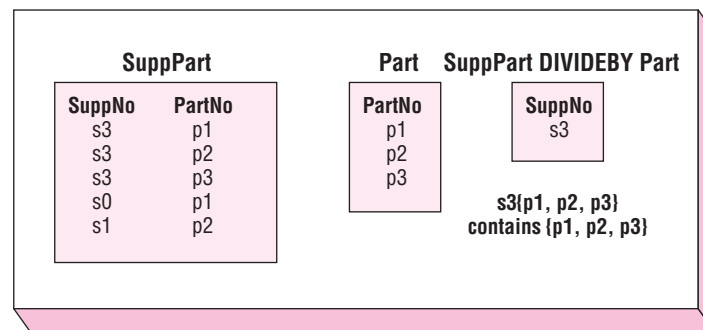 SuppPart
SuppNo PartNo
s3 p1
s3 p2
s3 p3
s0 p1
s1 p2
Part
PartNo
p1
p2
p3
SuppPart DIVIDEBY Part
SuppNo
s3
s3{p1, p2, p3}
contains {p1, p2, p3}